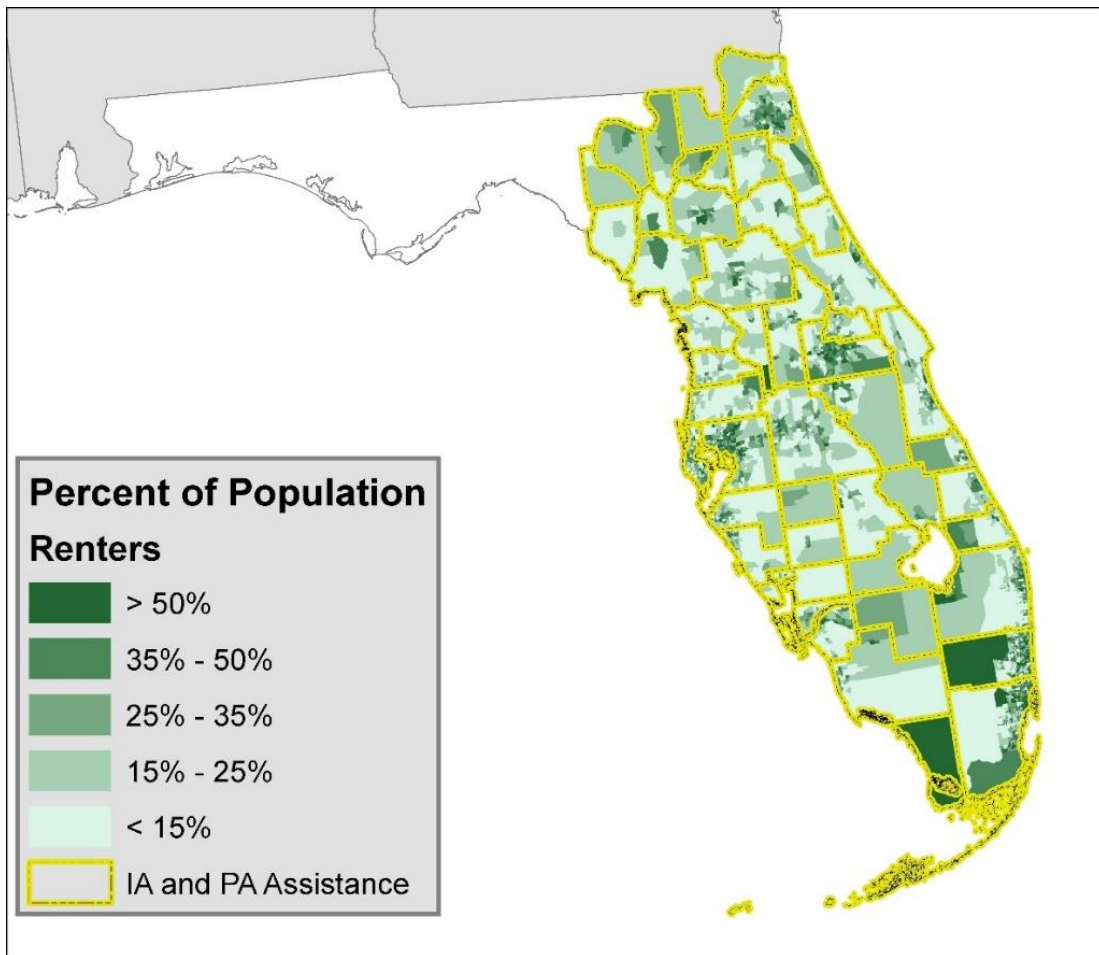 Percent of Population
Renters
> 50%
35% - 50%
25% - 35%
15% - 25%
< 15%
IA and PA Assistance